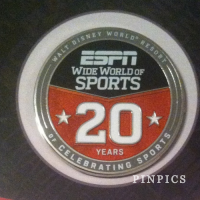 WALT DISNEY WORLD® RESORT
ESPN
WIDE WORLD OF
SPORTS
20
YEARS
OF CELEBRATING SPORTS
PINPICS